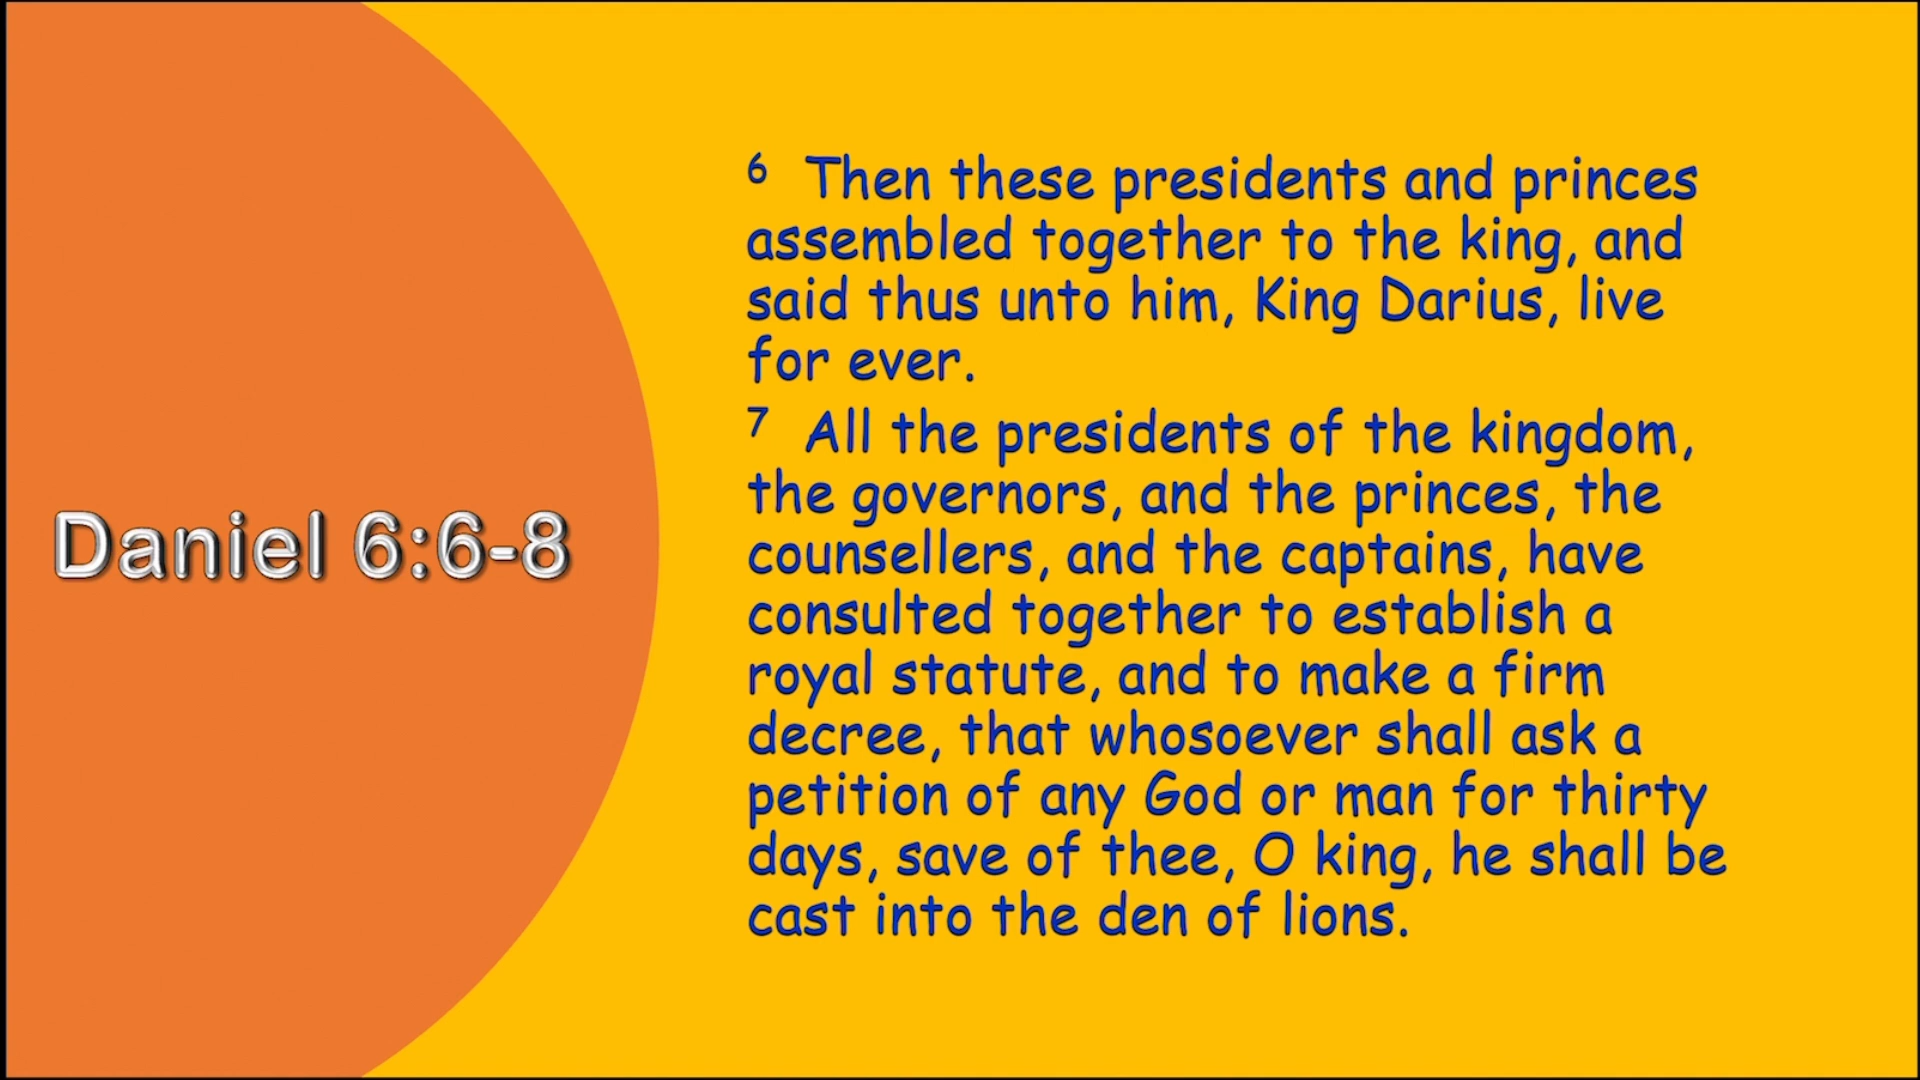 Daniel 6:6-8
6 Then these presidents and princes
assembled together to the king, and
said thus unto him, King Darius, live
for ever.
7 All the presidents of the kingdom,
the governors, and the princes, the
counsellers, and the captains, have
consulted together to establish a
royal statute, and to make a firm
decree, that whosoever shall ask a
petition of any God or man for thirty
days, save of thee, O king, he shall be
cast into the den of lions.